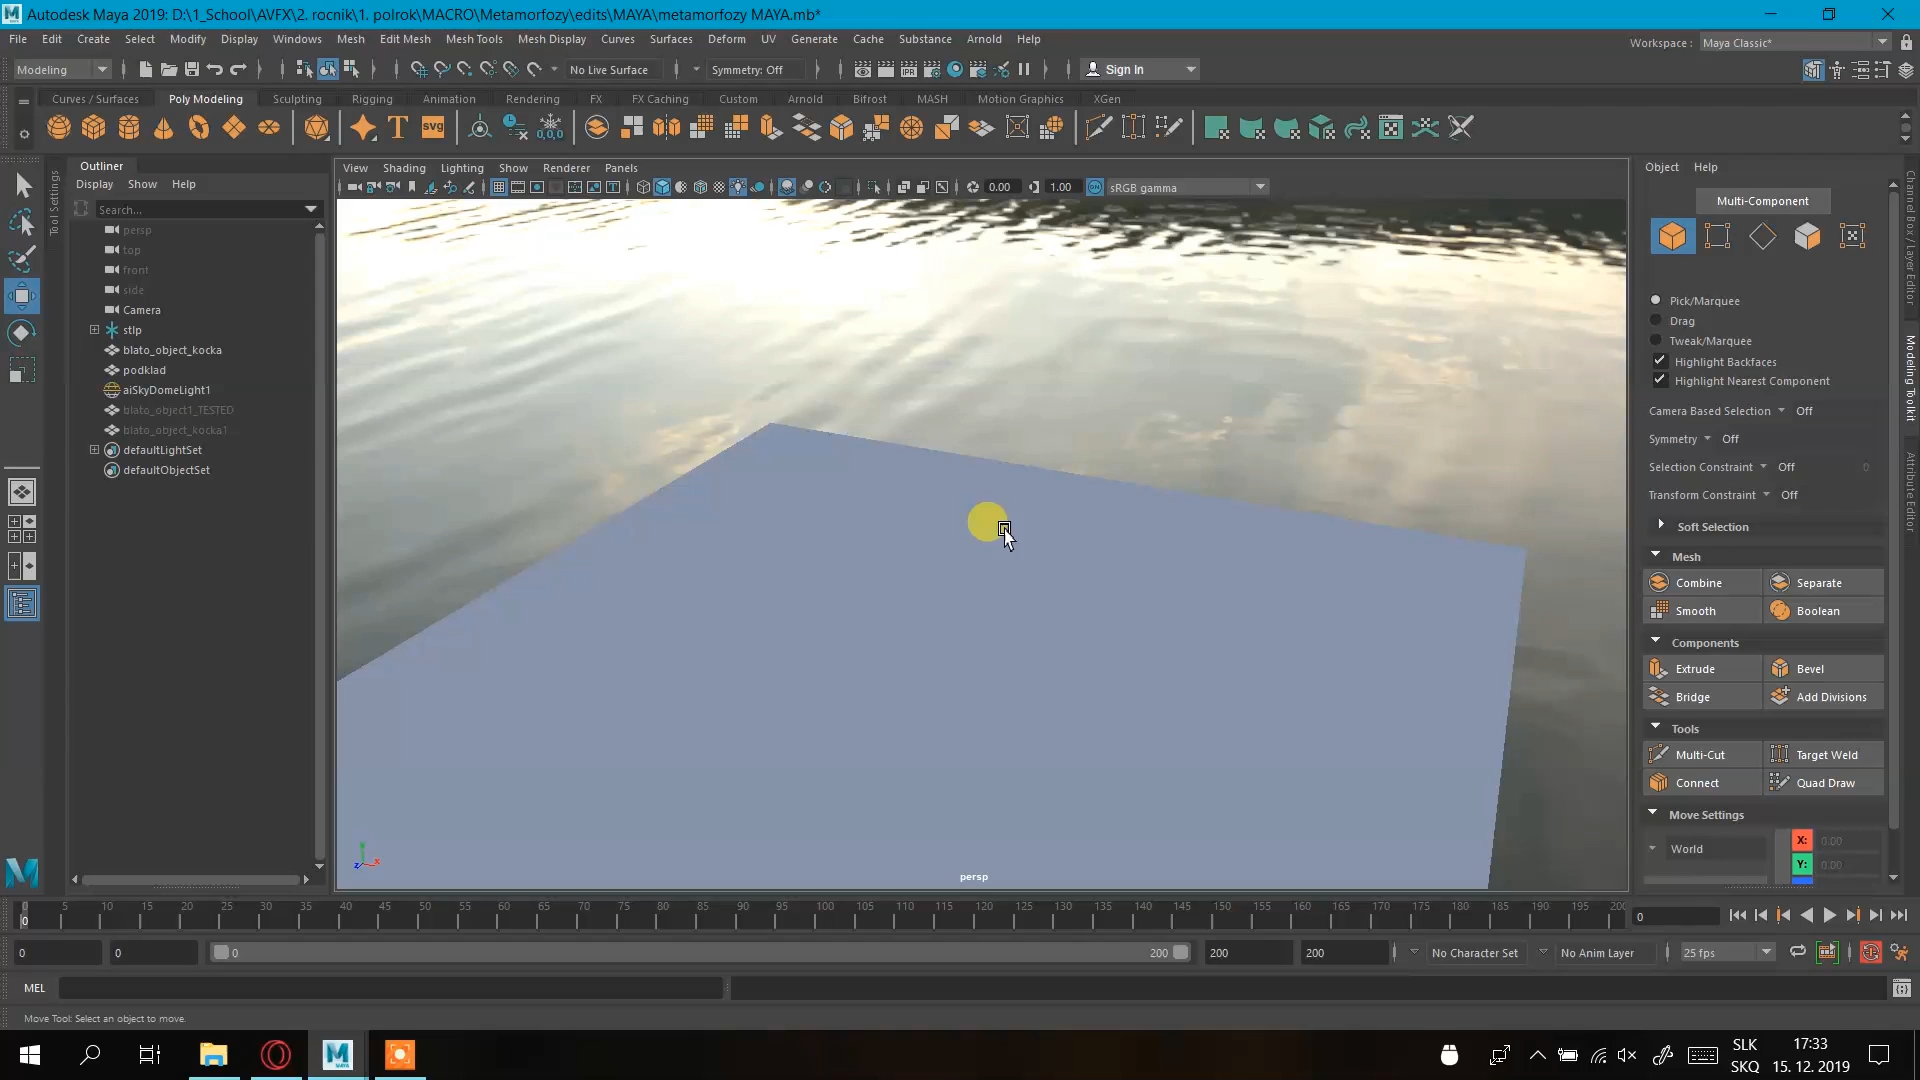 Autodesk Maya 2019: D:\1_School\AVFX\2. rocnik\1. polrok\MACRO\Metamorfozy\edits\MAYA\metamorfozy MAYA.mb*
File Edit Create Select Modify Display Windows Mesh Edit Mesh Mesh Tools Mesh Display Curves Surfaces Deform UV Generate Cache Substance Arnold Help
Workspace : Maya Classic*
Modeling No Live Surface Symmetry: Off Sign In
Curves / Surfaces Poly Modeling Sculpting Rigging Animation Rendering FX FX Caching Custom Arnold Bifrost MASH Motion Graphics XGen
Outliner
Display Show Help
Search...
persp
top
front
side
Camera
stlp
blato_object_kocka
podklad
aiSkyDomeLight1
blato_object1_TESTED
blato_object_kocka1
defaultLightSet
defaultObjectSet
Tool Settings
View Shading Lighting Show Renderer Panels
0.00 1.00 sRGB gamma
persp
Object Help
Multi-Component
Pick/Marquee
Drag
Tweak/Marquee
Highlight Backfaces
Highlight Nearest Component
Camera Based Selection Off
Symmetry Off
Selection Constraint Off 0
Transform Constraint Off
Soft Selection
Mesh
Combine Separate
Smooth Boolean
Components
Extrude Bevel
Bridge Add Divisions
Tools
Multi-Cut Target Weld
Connect Quad Draw
Move Settings
World
X: 0.00
Y: 0.00
Channel Box / Layer Editor
Modeling Toolkit
Attribute Editor
0 5 10 15 20 25 30 35 40 45 50 55 60 65 70 75 80 85 90 95 100 105 110 115 120 125 130 135 140 145 150 155 160 165 170 175 180 185 190 195 200
0
0
0 0 0 200 200 200 No Character Set No Anim Layer 25 fps
MEL
Move Tool: Select an object to move.
SLK
SKQ
17:33
15. 12. 2019